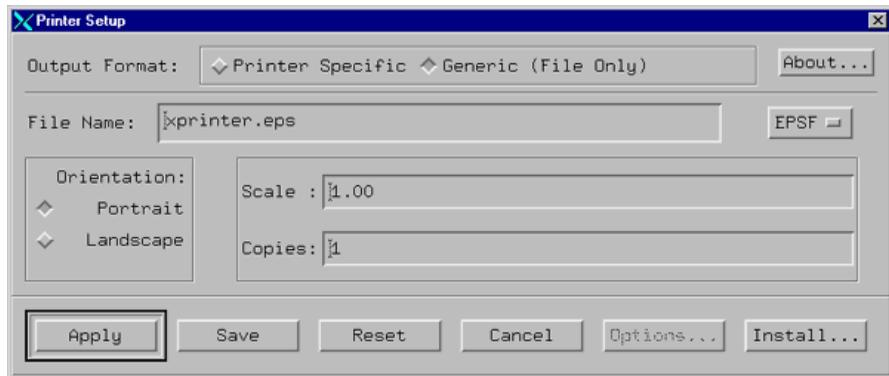 Printer Setup
Output Format: Printer Specific Generic (File Only) About...
File Name: xprinter.eps EPSF
Orientation:
Portrait
Landscape
Scale : 1.00
Copies: 1
Apply Save Reset Cancel Options... Install...